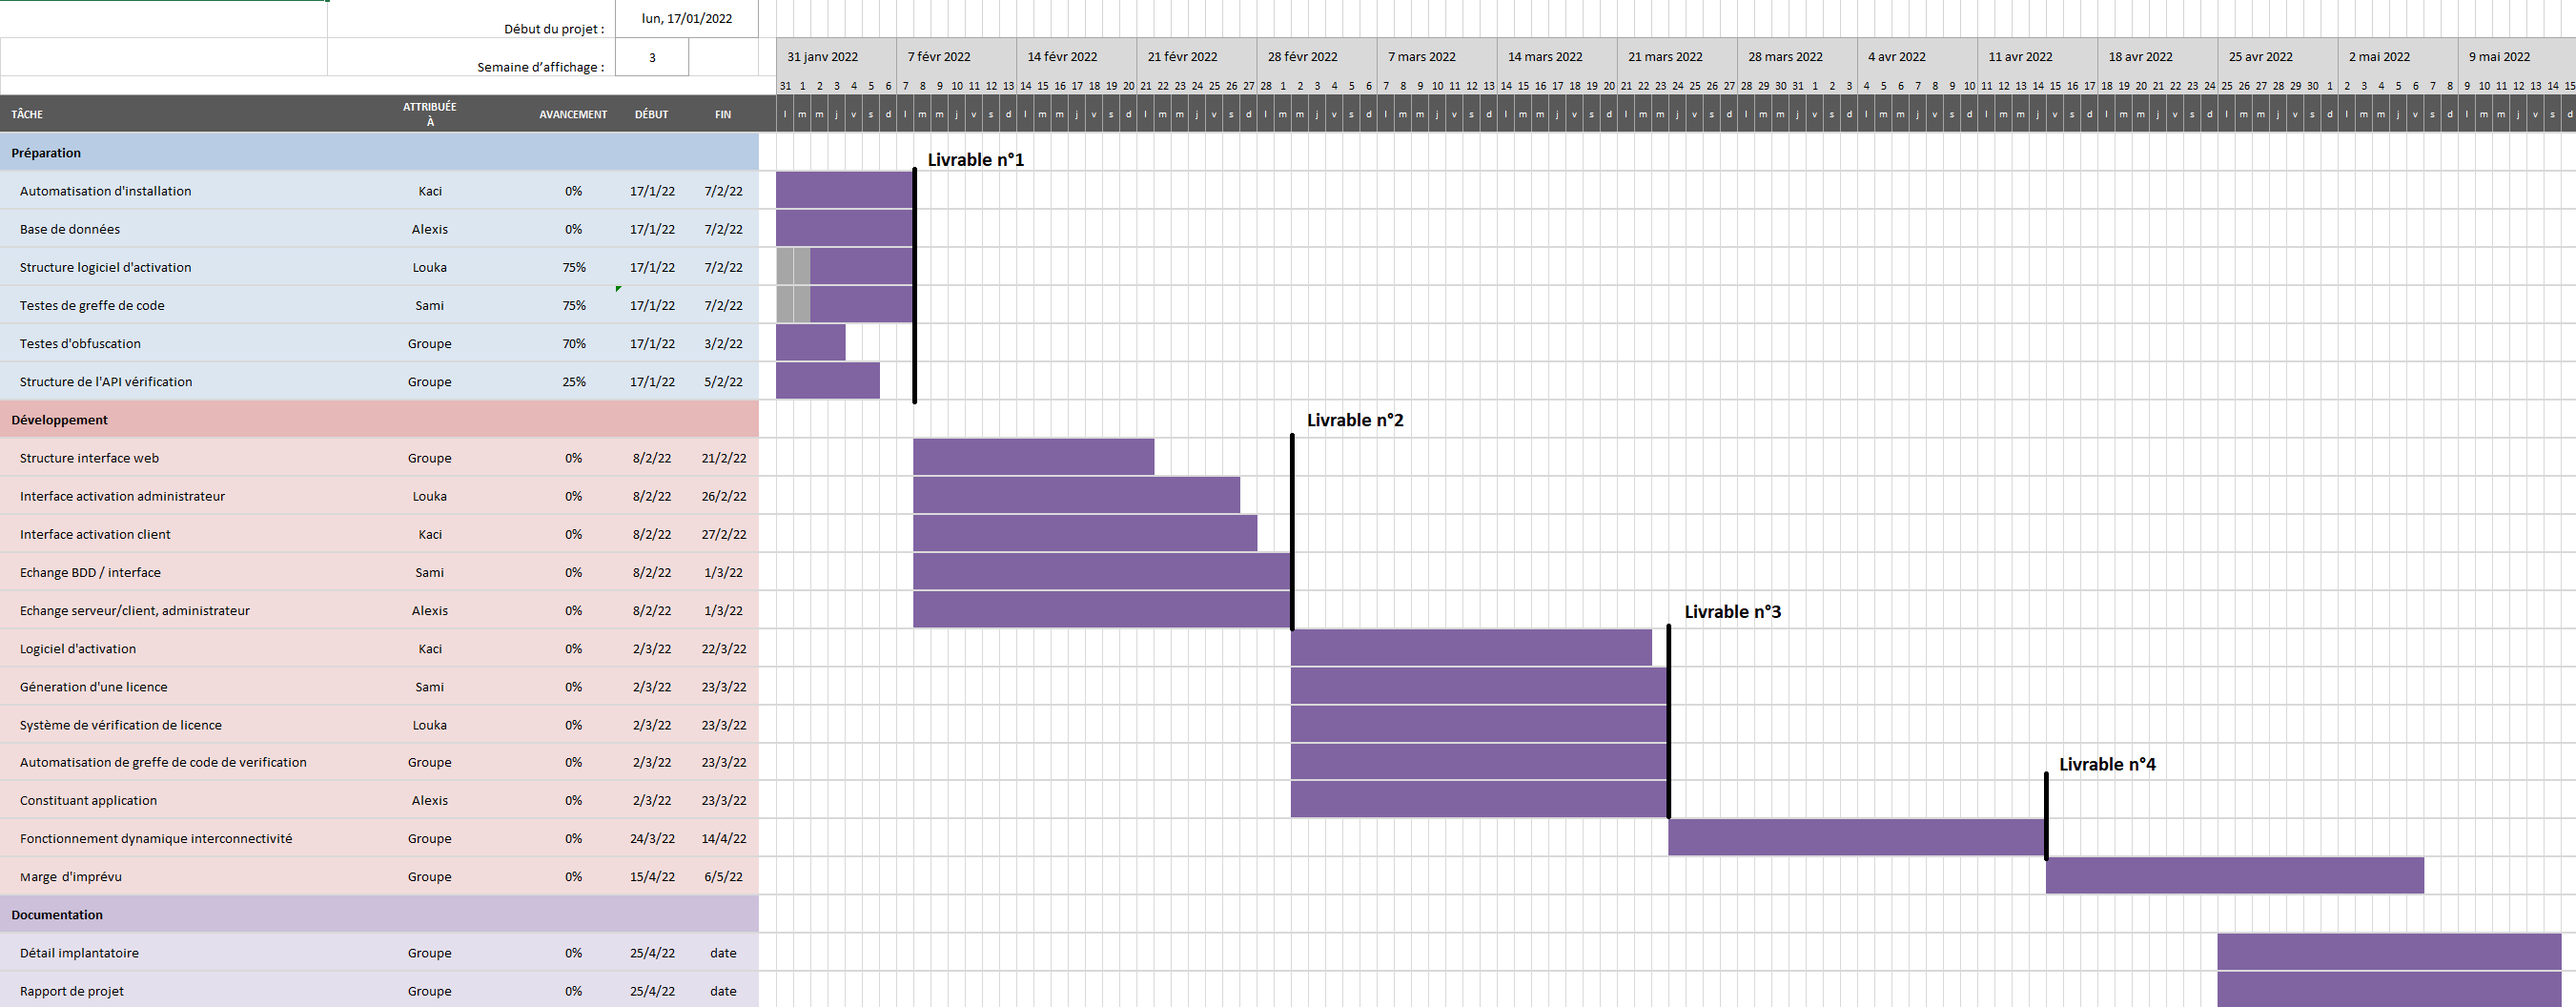 Début du projet : lun, 17/01/2022
Semaine d'affichage : 3
31 janv 2022 7 févr 2022 14 févr 2022 21 févr 2022 28 févr 2022 7 mars 2022 14 mars 2022 21 mars 2022 28 mars 2022 4 avr 2022 11 avr 2022 18 avr 2022 25 avr 2022 2 mai 2022 9 mai 2022
31 1 2 3 4 5 6 7 8 9 10 11 12 13 14 15 16 17 18 19 20 21 22 23 24 25 26 27 28 1 2 3 4 5 6 7 8 9 10 11 12 13 14 15 16 17 18 19 20 21 22 23 24 25 26 27 28 29 30 31 1 2 3 4 5 6 7 8 9 10 11 12 13 14 15 16 17 18 19 20 21 22 23 24 25 26 27 28 29 30 1 2 3 4 5 6 7 8 9 10 11 12 13 14 15
TÂCHE ATTRIBUÉE À AVANCEMENT DÉBUT FIN l m m j v s d l m m j v s d l m m j v s d l m m j v s d l m m j v s d l m m j v s d l m m j v s d l m m j v s d l m m j v s d l m m j v s d l m m j v s d l m m j v s d l m m j v s d l m m j v s d l m m j v s d
Préparation
Livrable n°1
Automatisation d'installation Kaci 0% 17/1/22 7/2/22
Base de données Alexis 0% 17/1/22 7/2/22
Structure logiciel d'activation Louka 75% 17/1/22 7/2/22
Testes de greffe de code Sami 75% 17/1/22 7/2/22
Testes d'obfuscation Groupe 70% 17/1/22 3/2/22
Structure de l'API vérification Groupe 25% 17/1/22 5/2/22
Développement
Livrable n°2
Structure interface web Groupe 0% 8/2/22 21/2/22
Interface activation administrateur Louka 0% 8/2/22 26/2/22
Interface activation client Kaci 0% 8/2/22 27/2/22
Echange BDD / interface Sami 0% 8/2/22 1/3/22
Echange serveur/client, administrateur Alexis 0% 8/2/22 1/3/22
Livrable n°3
Logiciel d'activation Kaci 0% 2/3/22 22/3/22
Géneration d'une licence Sami 0% 2/3/22 23/3/22
Système de vérification de licence Louka 0% 2/3/22 23/3/22
Automatisation de greffe de code de verification Groupe 0% 2/3/22 23/3/22
Livrable n°4
Constituant application Alexis 0% 2/3/22 23/3/22
Fonctionnement dynamique interconnectivité Groupe 0% 24/3/22 14/4/22
Marge d'imprévu Groupe 0% 15/4/22 6/5/22
Documentation
Détail implantatoire Groupe 0% 25/4/22 date
Rapport de projet Groupe 0% 25/4/22 date